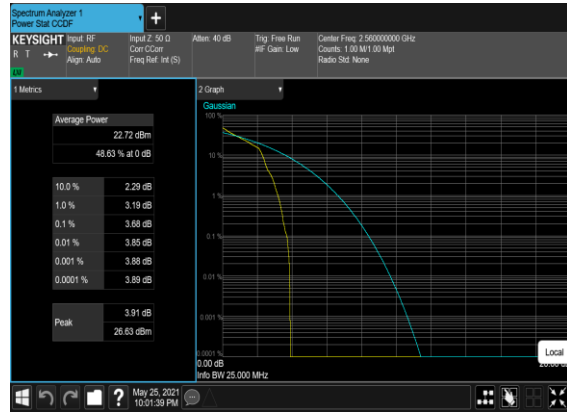 Spectrum Analyzer 1
Power Stat CCDF
KEYSIGHT
R T
LXI
Input: RF
Coupling: DC
Align: Auto
Input Z: 50 Ω
Corr CCorr
Freq Ref: Int (S)
Atten: 40 dB
Trig: Free Run
#IF Gain: Low
Center Freq: 2.560000000 GHz
Counts: 1.00 M/1.00 Mpt
Radio Std: None
1 Metrics
Average Power
22.72 dBm
48.63 % at 0 dB
10.0 % 2.29 dB
1.0 % 3.19 dB
0.1 % 3.68 dB
0.01 % 3.85 dB
0.001 % 3.88 dB
0.0001 % 3.89 dB
Peak
3.91 dB
26.63 dBm
2 Graph
Gaussian
100 %
10 %
1 %
0.1 %
0.01 %
0.001 %
0.0001 %
0.00 dB
Info BW 25.000 MHz
Local
?
May 25, 2021
10:01:39 PM